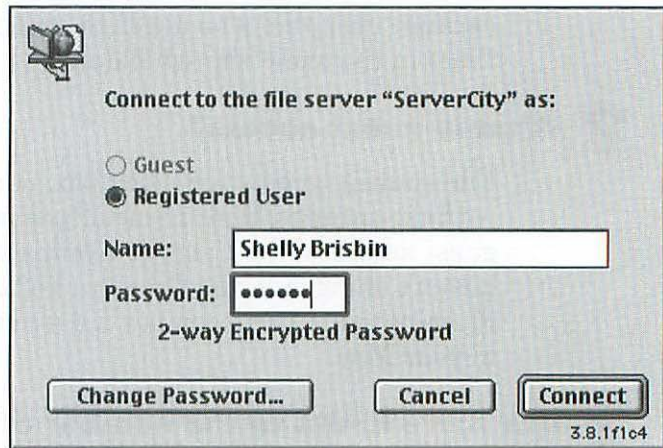 Connect to the file server “ServerCity” as:
Guest
Registered User
Name: Shelly Brisbin
Password: ••••••
2-way Encrypted Password
Change Password... Cancel Connect
3.8.1f1c4